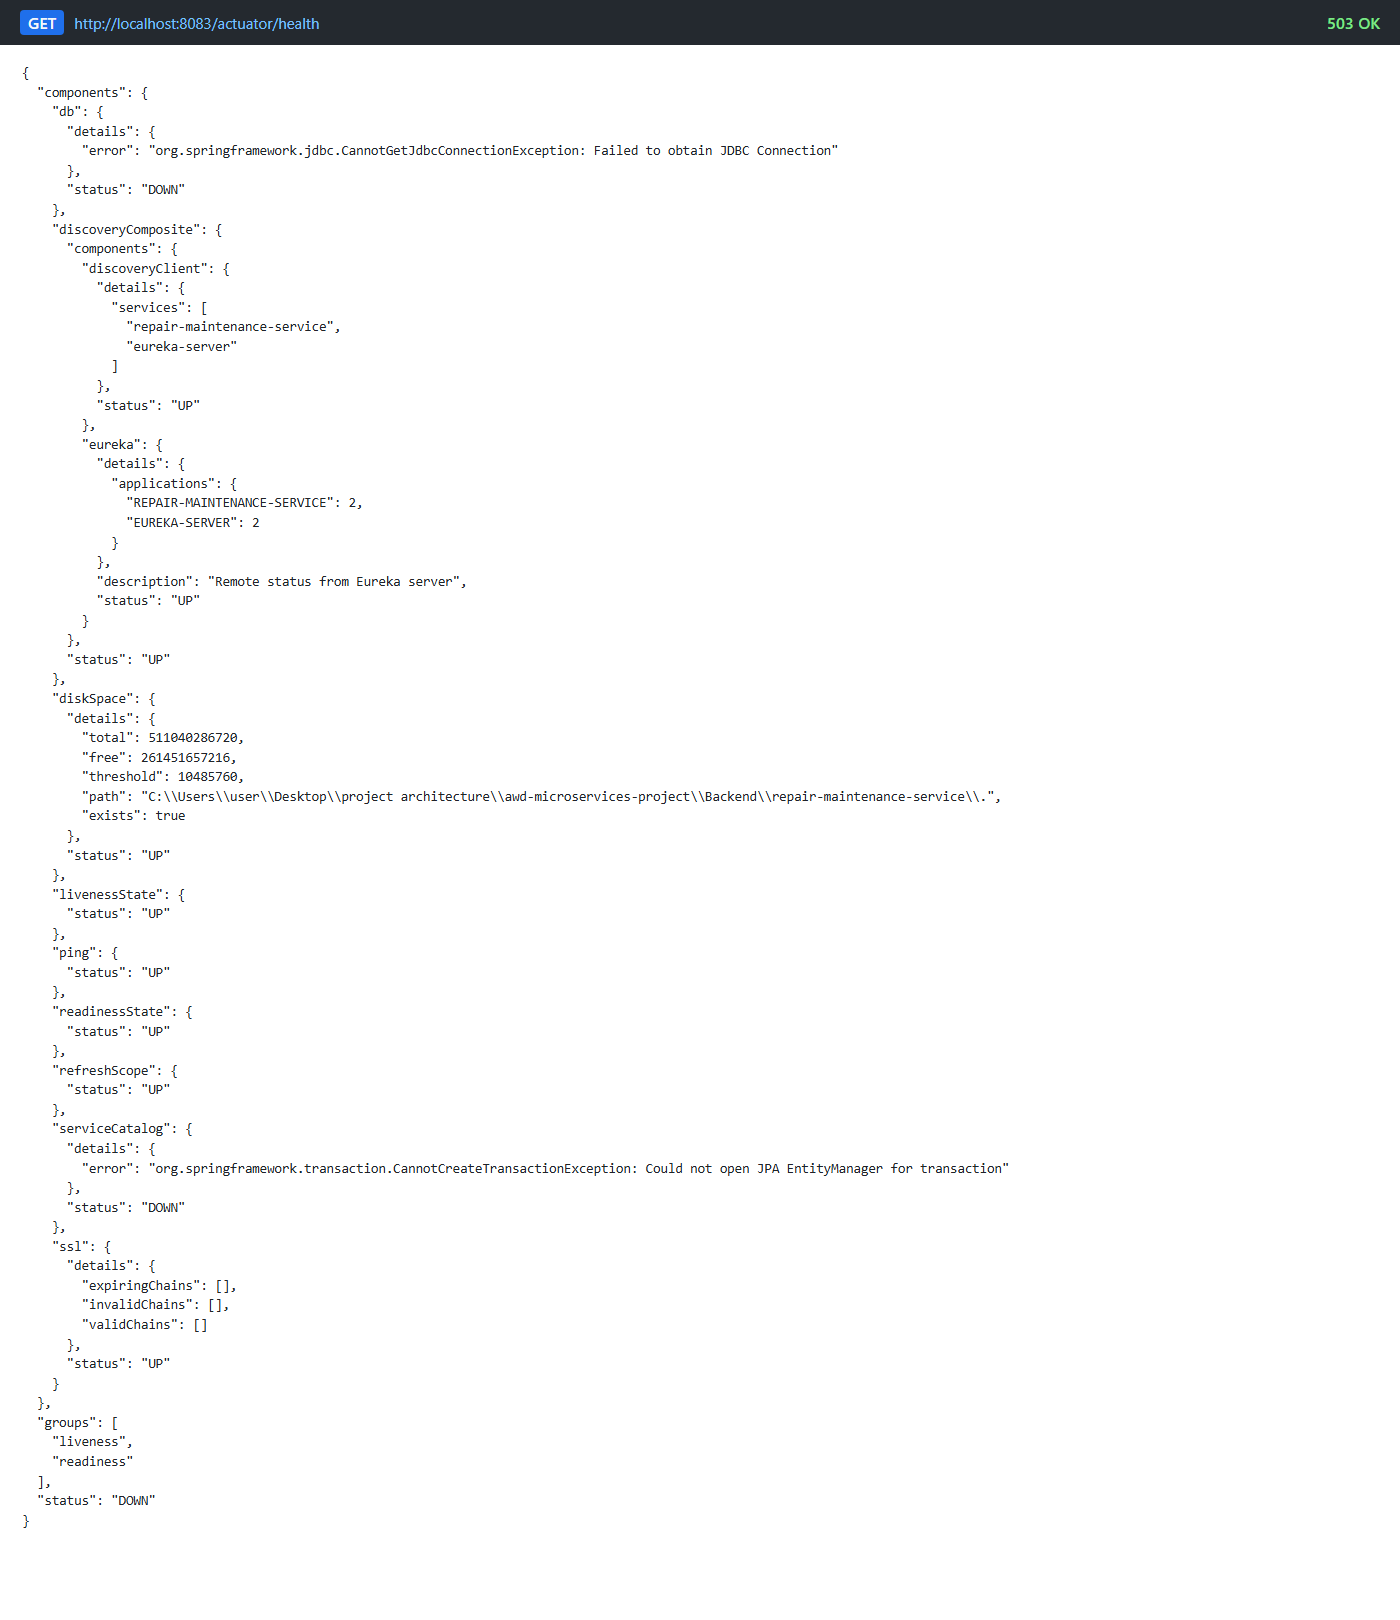 GET http://localhost:8083/actuator/health 503 OK
{
  "components": {
    "db": {
      "details": {
        "error": "org.springframework.jdbc.CannotGetJdbcConnectionException: Failed to obtain JDBC Connection"
      },
      "status": "DOWN"
    },
    "discoveryComposite": {
      "components": {
        "discoveryClient": {
          "details": {
            "services": [
              "repair-maintenance-service",
              "eureka-server"
            ]
          },
          "status": "UP"
        },
        "eureka": {
          "details": {
            "applications": {
              "REPAIR-MAINTENANCE-SERVICE": 2,
              "EUREKA-SERVER": 2
            }
          },
          "description": "Remote status from Eureka server",
          "status": "UP"
        }
      },
      "status": "UP"
    },
    "diskSpace": {
      "details": {
        "total": 511040286720,
        "free": 261451657216,
        "threshold": 10485760,
        "path": "C:\\Users\\user\\Desktop\\project architecture\\awd-microservices-project\\Backend\\repair-maintenance-service\\.",
        "exists": true
      },
      "status": "UP"
    },
    "livenessState": {
      "status": "UP"
    },
    "ping": {
      "status": "UP"
    },
    "readinessState": {
      "status": "UP"
    },
    "refreshScope": {
      "status": "UP"
    },
    "serviceCatalog": {
      "details": {
        "error": "org.springframework.transaction.CannotCreateTransactionException: Could not open JPA EntityManager for transaction"
      },
      "status": "DOWN"
    },
    "ssl": {
      "details": {
        "expiringChains": [],
        "invalidChains": [],
        "validChains": []
      },
      "status": "UP"
    }
  },
  "groups": [
    "liveness",
    "readiness"
  ],
  "status": "DOWN"
}